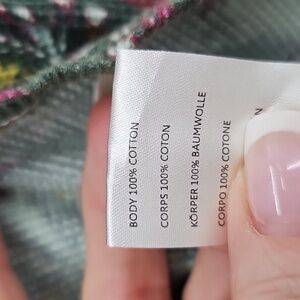 BODY 100% COTTON
CORPS 100% COTON
KÖRPER 100% BAUMWOLLE
CORPO 100% COTONE